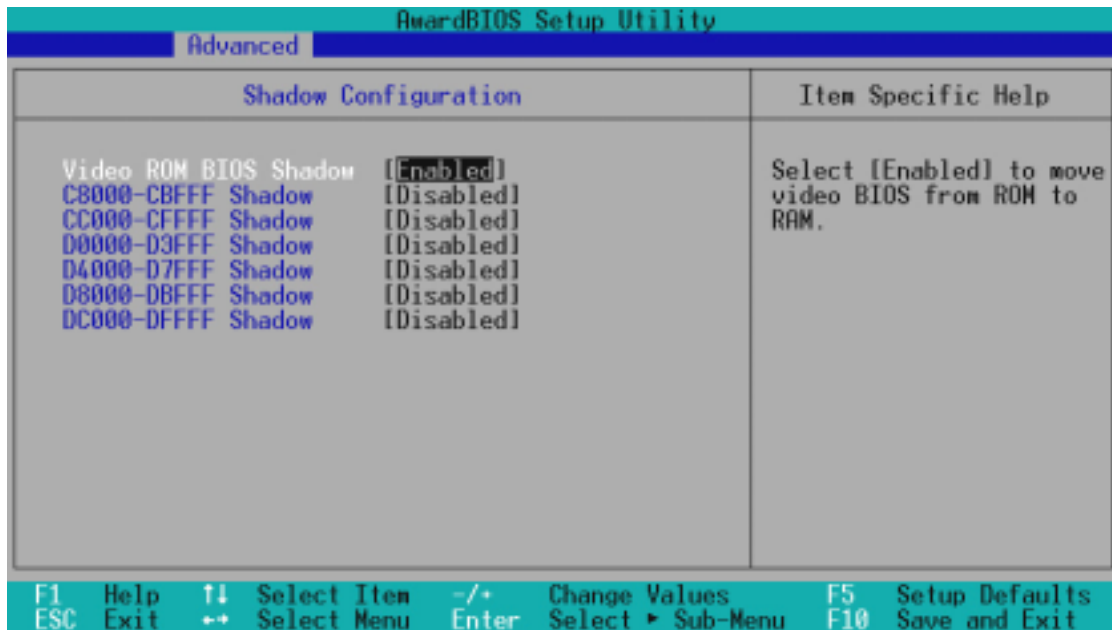 AwardBIOS Setup Utility
Advanced
Shadow Configuration
Item Specific Help
Video ROM BIOS Shadow [Enabled]
C8000-CBFFF Shadow [Disabled]
CC000-CFFFF Shadow [Disabled]
D0000-D3FFF Shadow [Disabled]
D4000-D7FFF Shadow [Disabled]
D8000-DBFFF Shadow [Disabled]
DC000-DFFFF Shadow [Disabled]
Select [Enabled] to move
video BIOS from ROM to
RAM.
F1 Help ↑↓ Select Item -/+ Change Values F5 Setup Defaults
ESC Exit ←→ Select Menu Enter Select ► Sub-Menu F10 Save and Exit